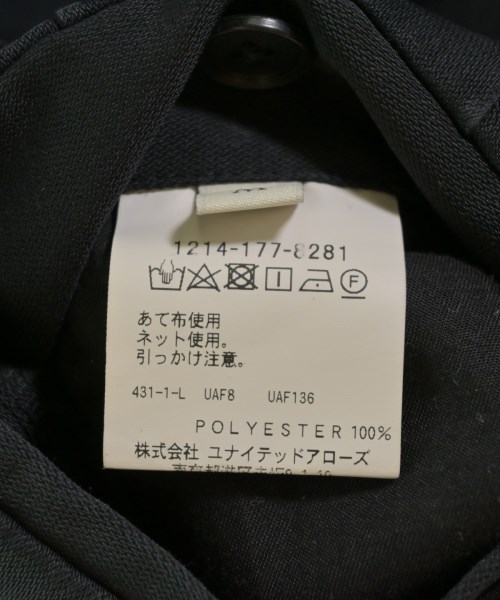 1214-177-8281
F
あて布使用
ネット使用。
引っかけ注意。
431-1-L UAF8 UAF136
POLYESTER 100%
株式会社 ユナイテッドアローズ